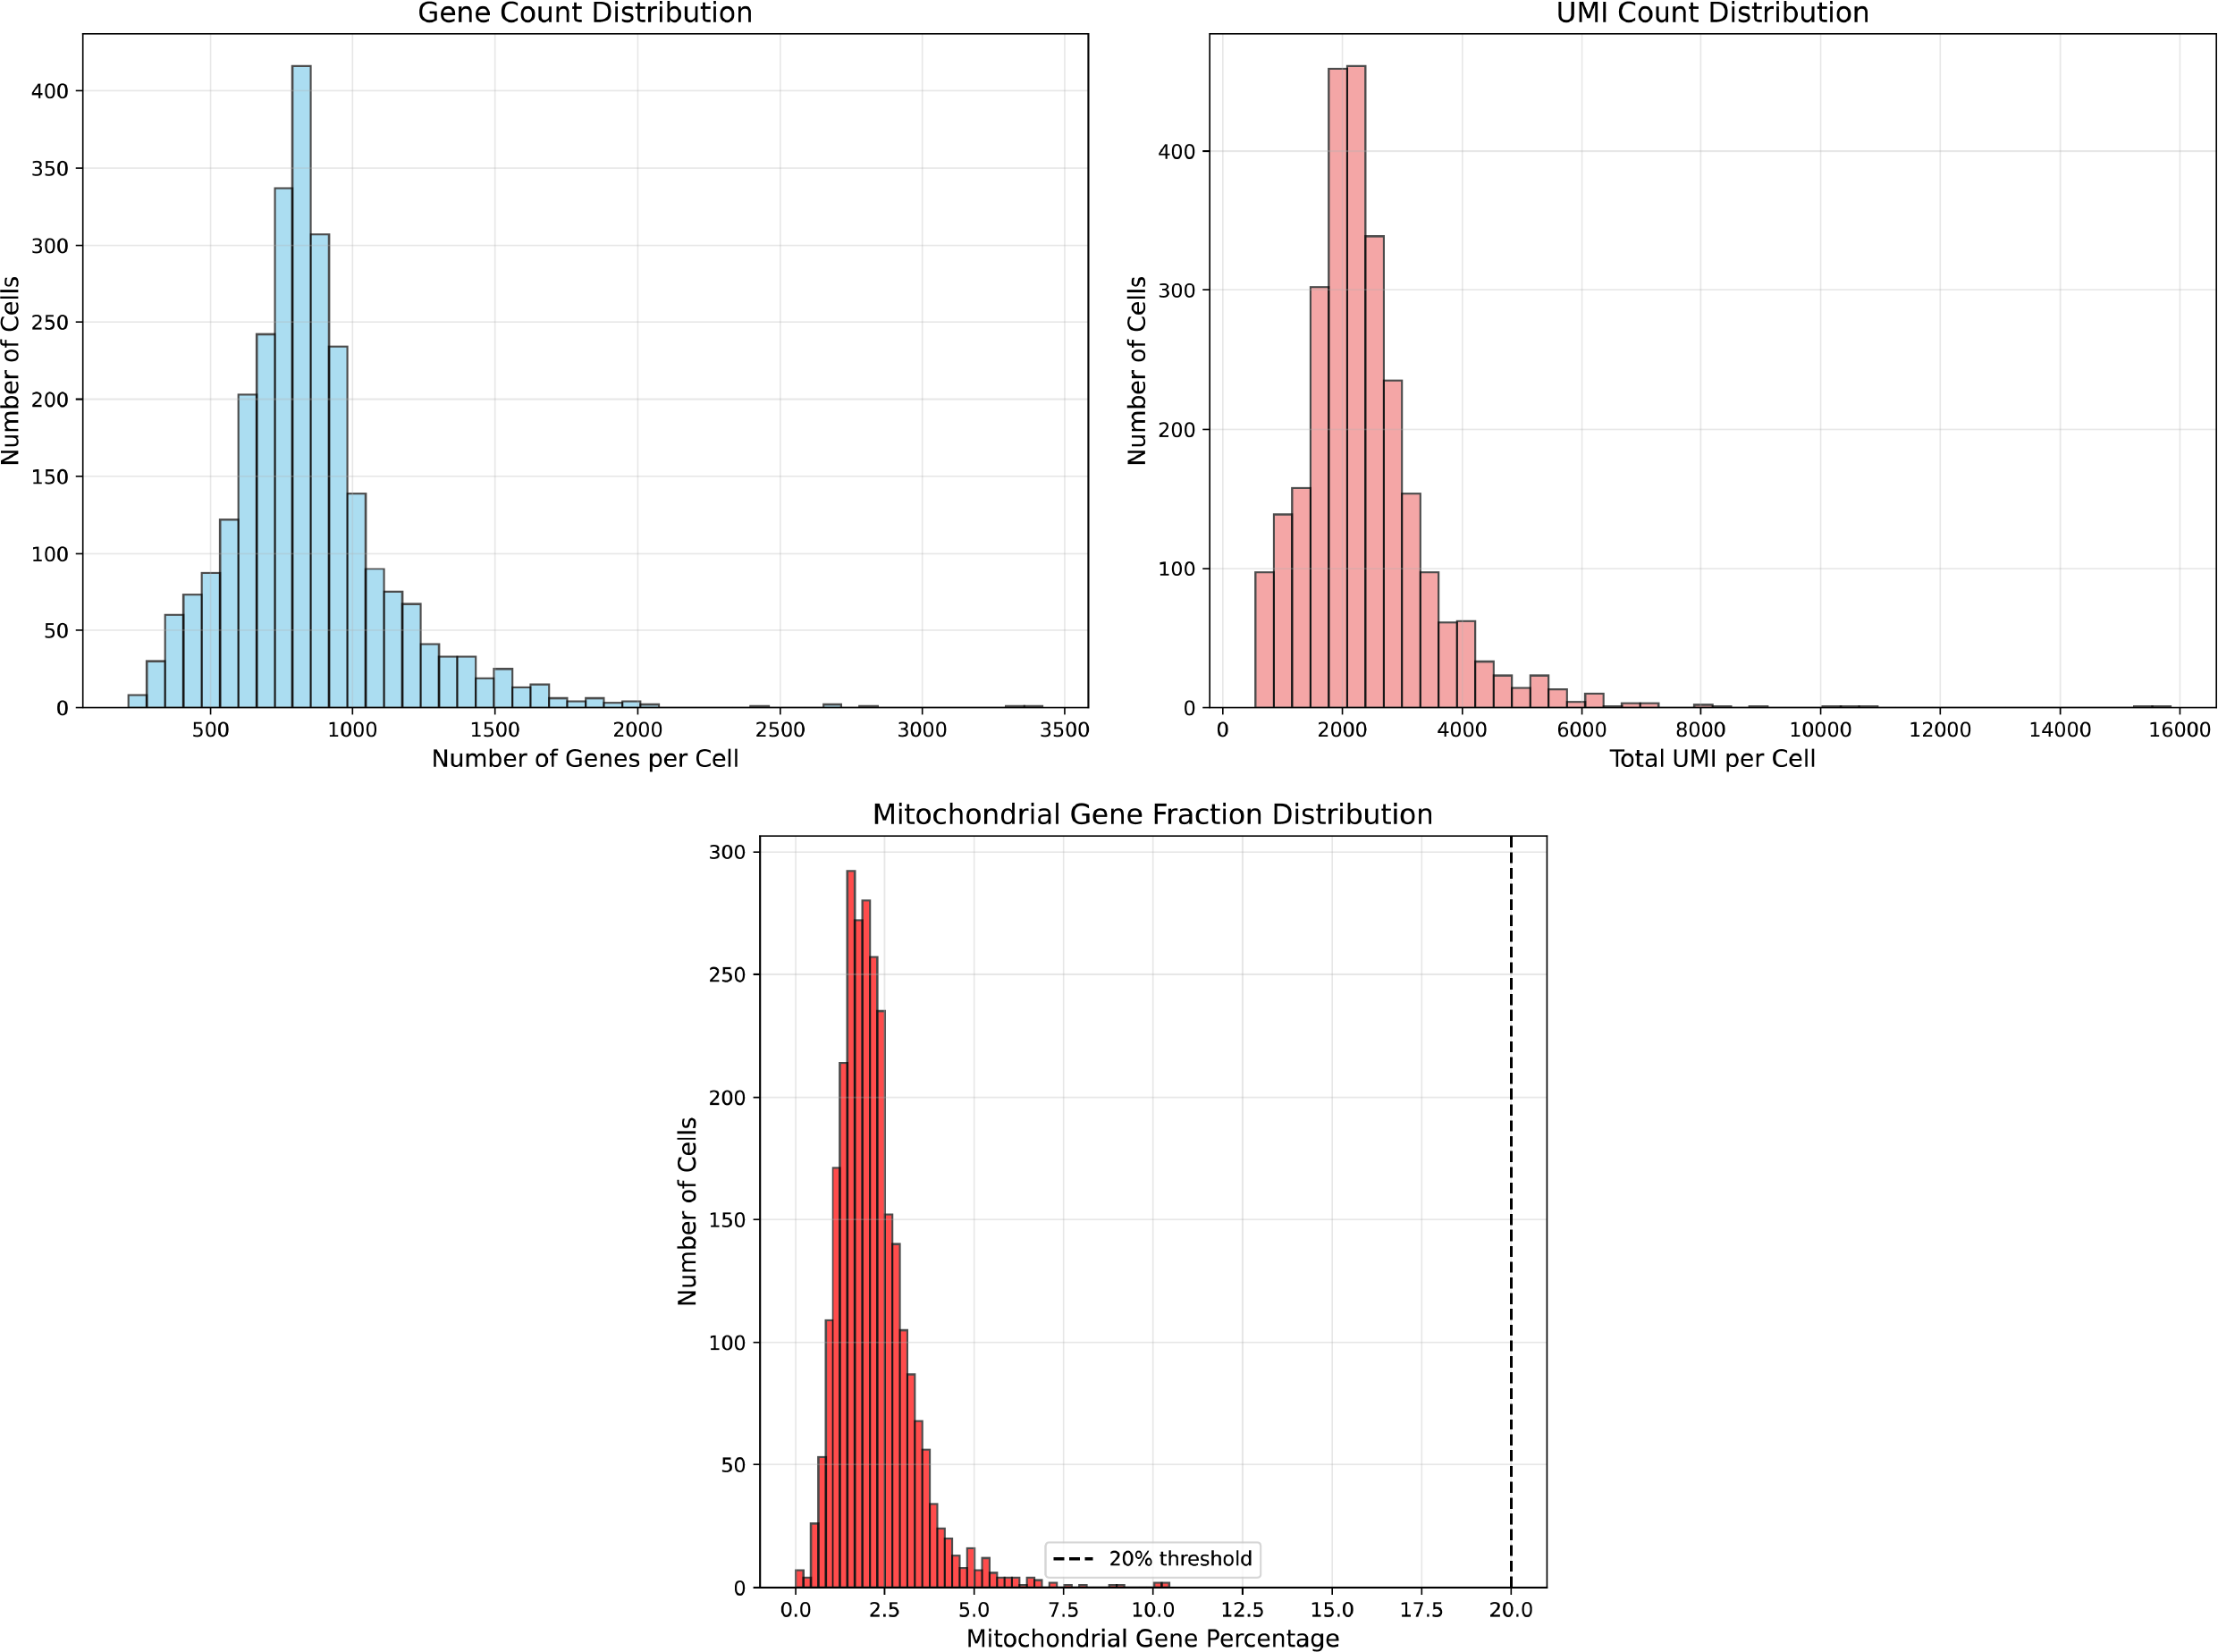 Gene Count Distribution
400
350
300
250
200
150
100
50
0
Number of Cells
500 1000 1500 2000 2500 3000 3500
Number of Genes per Cell
UMI Count Distribution
400
300
200
100
0
Number of Cells
0 2000 4000 6000 8000 10000 12000 14000 16000
Total UMI per Cell
Mitochondrial Gene Fraction Distribution
300
250
200
150
100
50
0
Number of Cells
20% threshold
0.0 2.5 5.0 7.5 10.0 12.5 15.0 17.5 20.0
Mitochondrial Gene Percentage